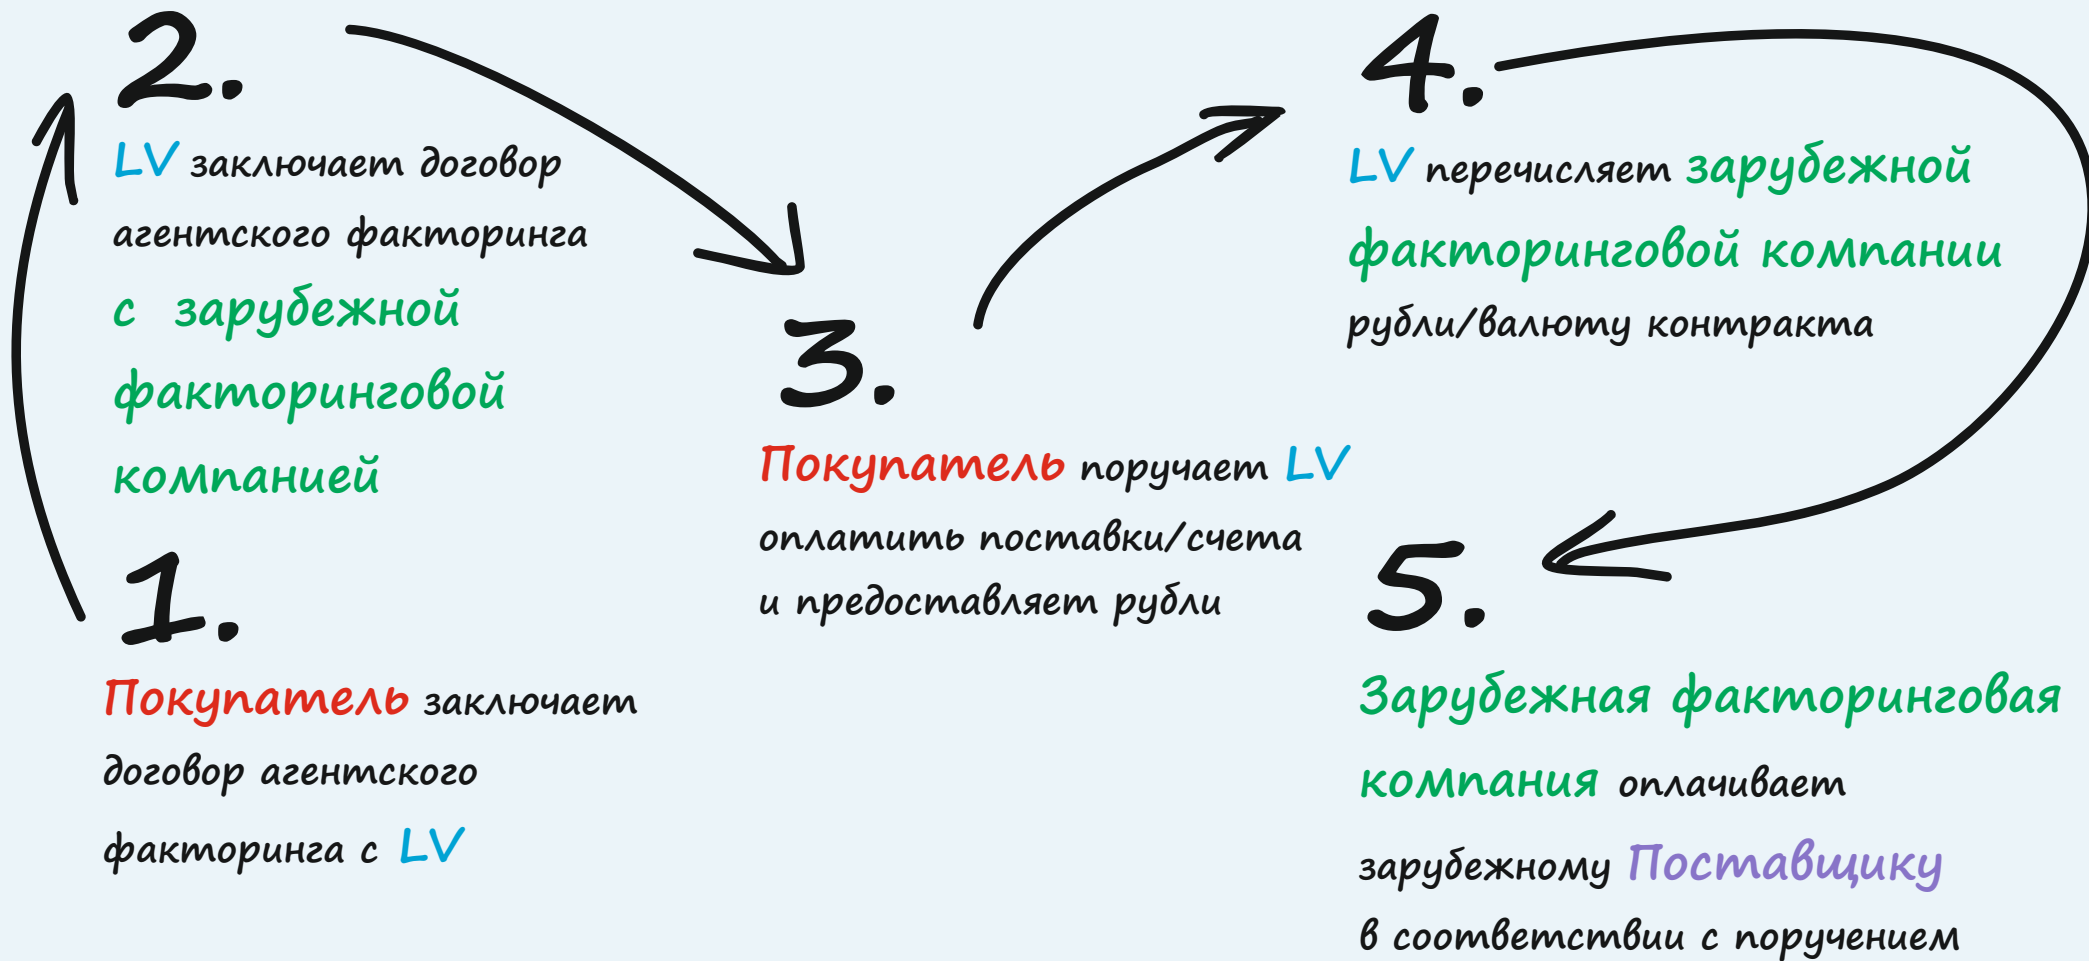 1.
Покупатель заключает
договор агентского
факторинга с LV
2.
LV заключает договор
агентского факторинга
с зарубежной
факторинговой
компанией
3.
Покупатель поручает LV
оплатить поставки/счета
и предоставляет рубли
4.
LV перечисляет зарубежной
факторинговой компании
рубли/валюту контракта
5.
Зарубежная факторинговая
компания оплачивает
зарубежному Поставщику
в соответствии с поручением